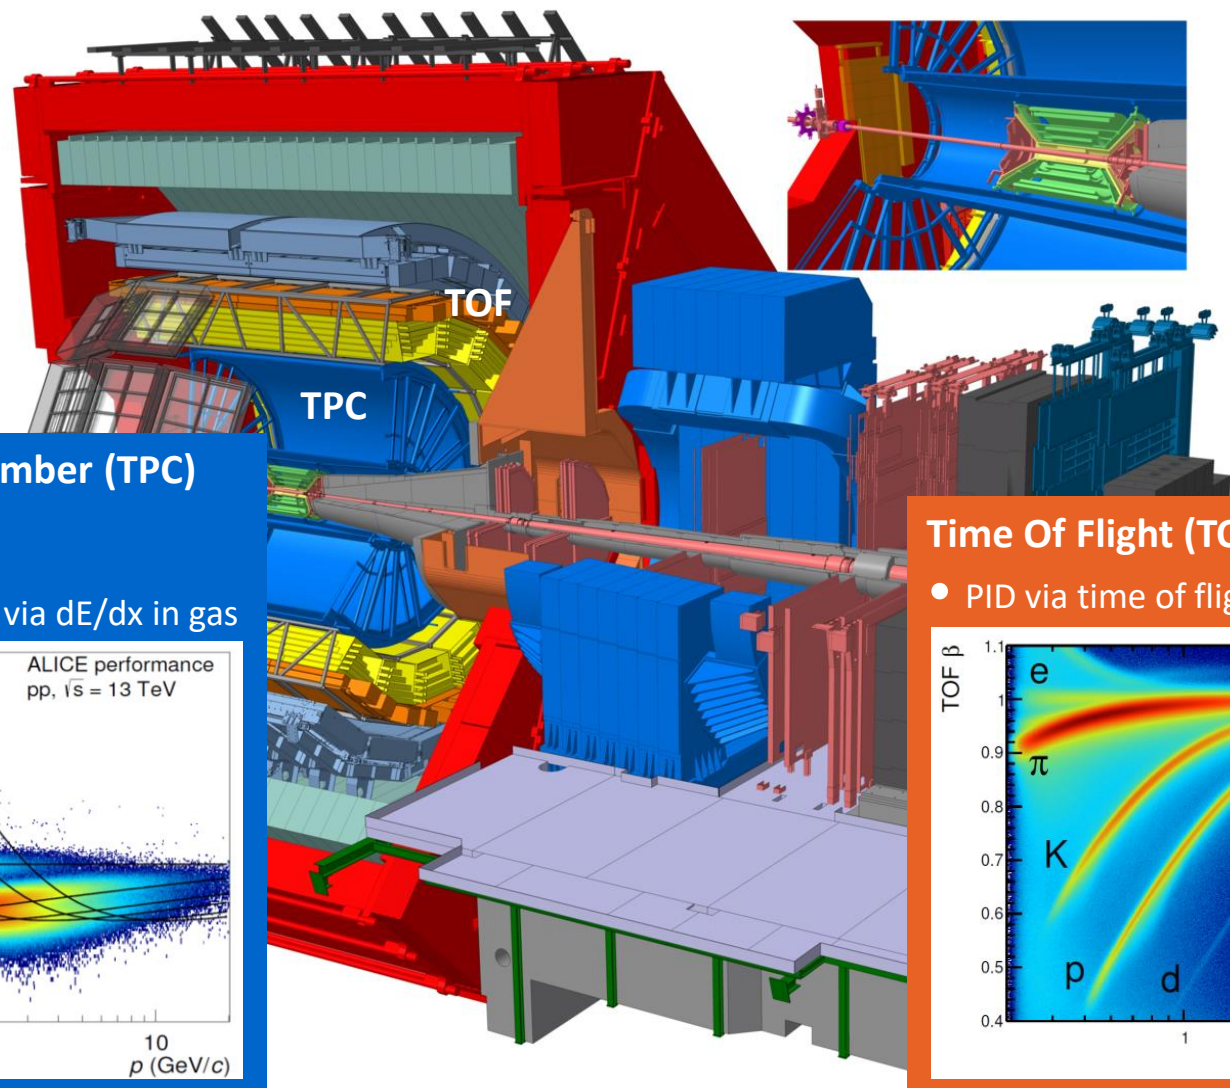 TOF
TPC
mber (TPC)
via dE/dx in gas
ALICE performance
pp, √s = 13 TeV
10
p (GeV/c)
Time Of Flight (TO
• PID via time of flig
TOF β
1.1
1
0.9
0.8
0.7
0.6
0.5
0.4
e
π
K
p
d
1